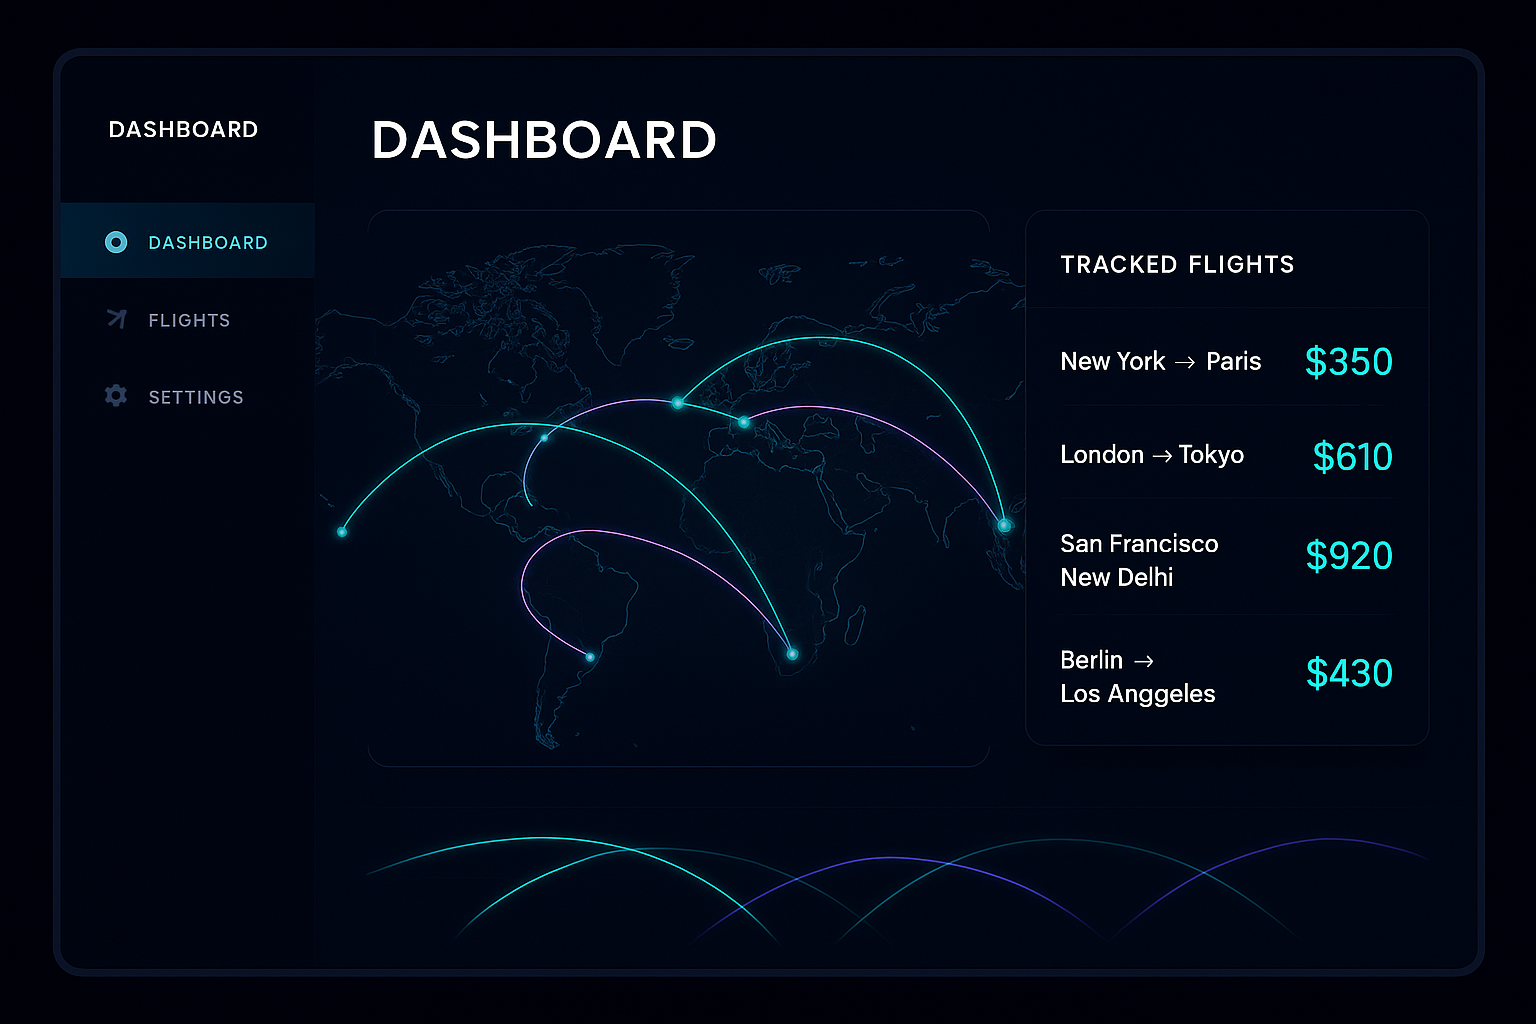 DASHBOARD
DASHBOARD
FLIGHTS
SETTINGS
DASHBOARD
TRACKED FLIGHTS
New York → Paris $350
London → Tokyo $610
San Francisco
New Delhi
$920
Berlin →
Los Anggeles
$430